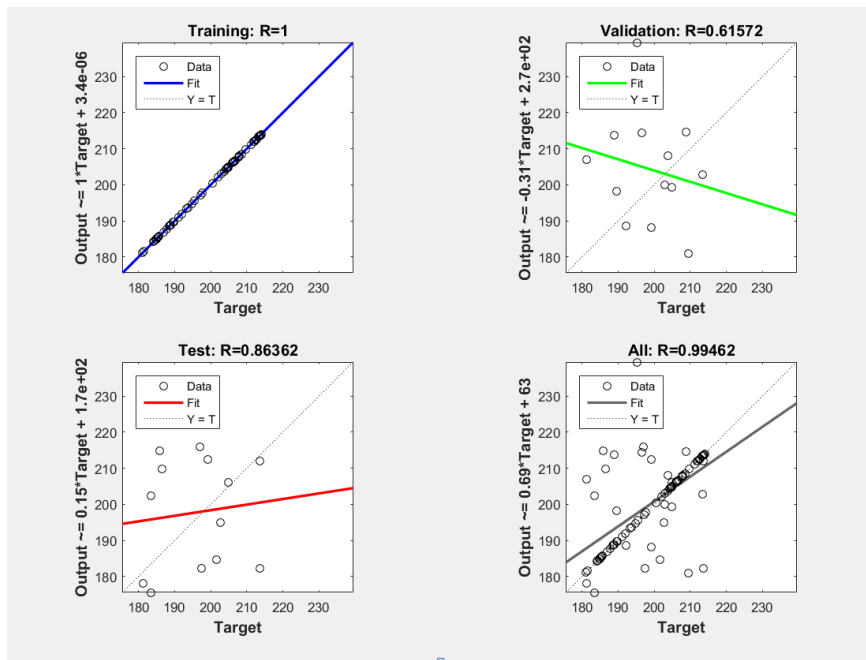 Training: R=1
Output ~= 1*Target + 3.4e-06
Data
Fit
Y = T
230
220
210
200
190
180
180 190 200 210 220 230
Target
Validation: R=0.61572
Output ~= -0.31*Target + 2.7e+02
Data
Fit
Y = T
230
220
210
200
190
180
180 190 200 210 220 230
Target
Test: R=0.86362
Output ~= 0.15*Target + 1.7e+02
Data
Fit
Y = T
230
220
210
200
190
180
180 190 200 210 220 230
Target
All: R=0.99462
Output ~= 0.69*Target + 63
Data
Fit
Y = T
230
220
210
200
190
180
180 190 200 210 220 230
Target